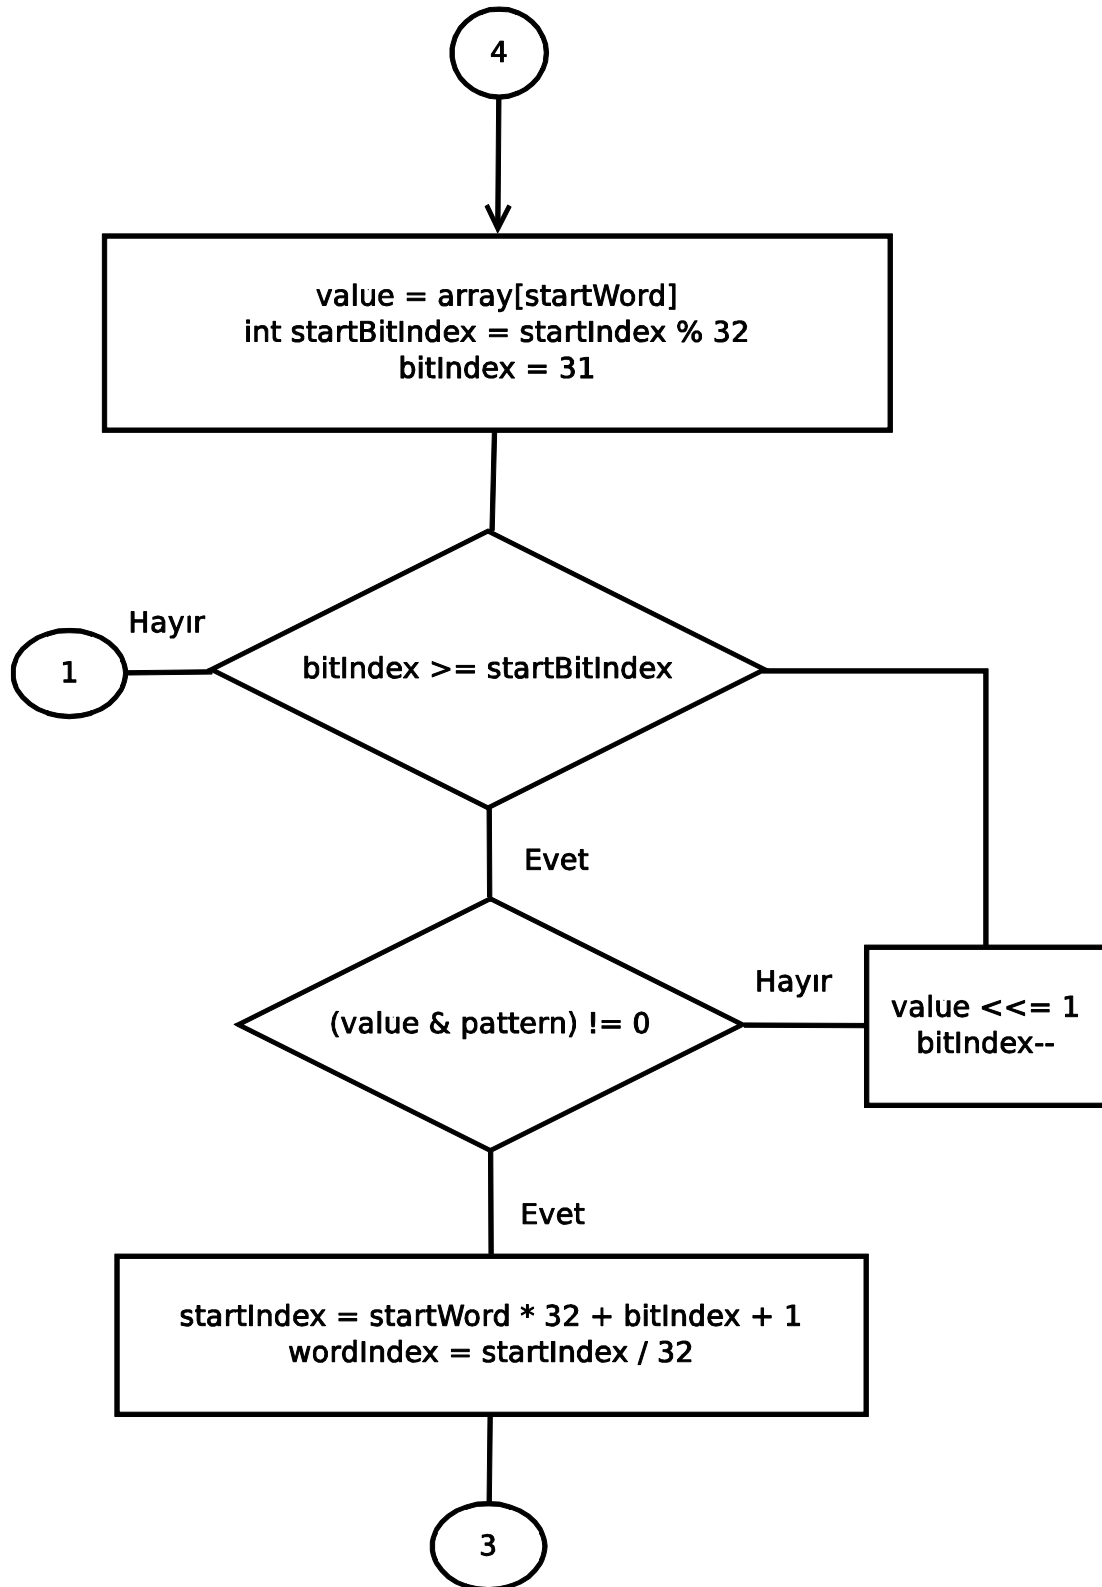 4
value = array[startWord]
int startBitIndex = startIndex % 32
bitIndex = 31
Hayır
1
bitIndex >= startBitIndex
Evet
(value & pattern) != 0
Hayır
value <<= 1
bitIndex--
Evet
startIndex = startWord * 32 + bitIndex + 1
wordIndex = startIndex / 32
3